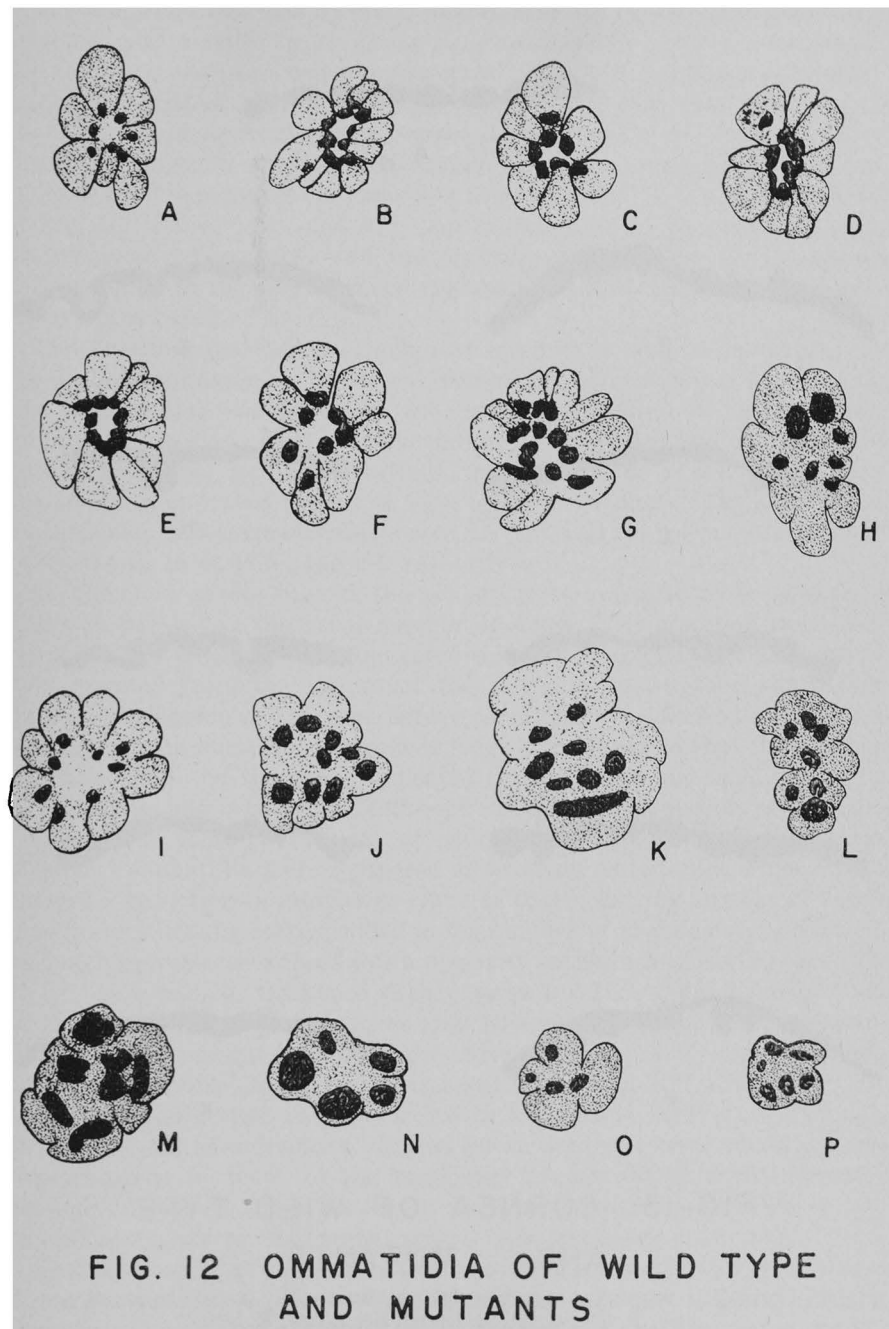 A B C D
E F G H
I J K L
M N O P
FIG. 12 OMMATIDIA OF WILD TYPE
AND MUTANTS